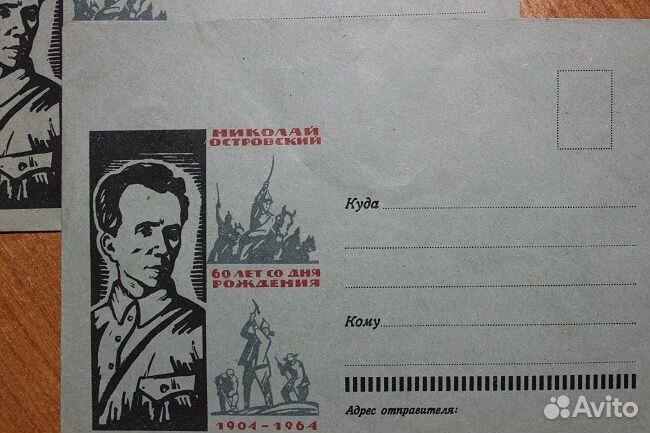 НИКОЛАЙ
ОСТРОВСКИЙ
60 ЛЕТ СО ДНЯ
РОЖДЕНИЯ
1904-1964
Куда
Кому
Адрес отправителя:
Avito